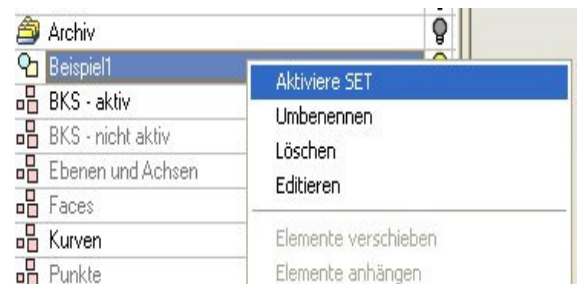 Archiv
Beispiel1
BKS - aktiv
BKS - nicht aktiv
Ebenen und Achsen
Faces
Kurven
Punkte
Aktiviere SET
Umbenennen
Löschen
Editieren
Elemente verschieben
Elemente anhängen